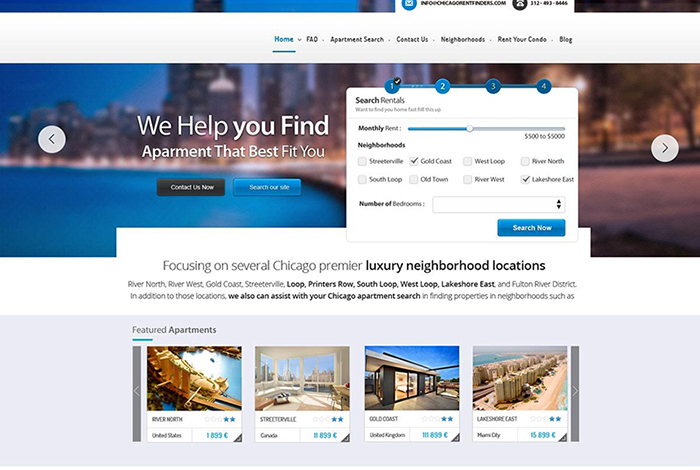 INFO@CHICAGORENTFINDERS.COM 312 - 493 - 8446
Home FAQ Apartment Search Contact Us Neighborhoods Rent Your Condo Blog
1 2 3 4
Search Rentals
Want to find you home fast fill this up
We Help you Find
Aparment That Best Fit You
Contact Us Now Search our site
Monthly Rent :
$500 to $5000
Neighborhoods
Streeterville Gold Coast West Loop River North
South Loop Old Town River West Lakeshore East
Number of Bedrooms :
Search Now
Focusing on several Chicago premier luxury neighborhood locations
River North, River West, Gold Coast, Streeterville, Loop, Printers Row, South Loop, West Loop, Lakeshore East, and Fulton River District.
In addition to those locations, we also can assist with your Chicago apartment search in finding properties in neighborhoods such as
Featured Apartments
RIVER NORTH STREETERVILLE GOLD COAST LAKESHORE EAST
United States 1 899 € Canada 11 899 € United Kingdom 111 899 € Miami City 15 899 €